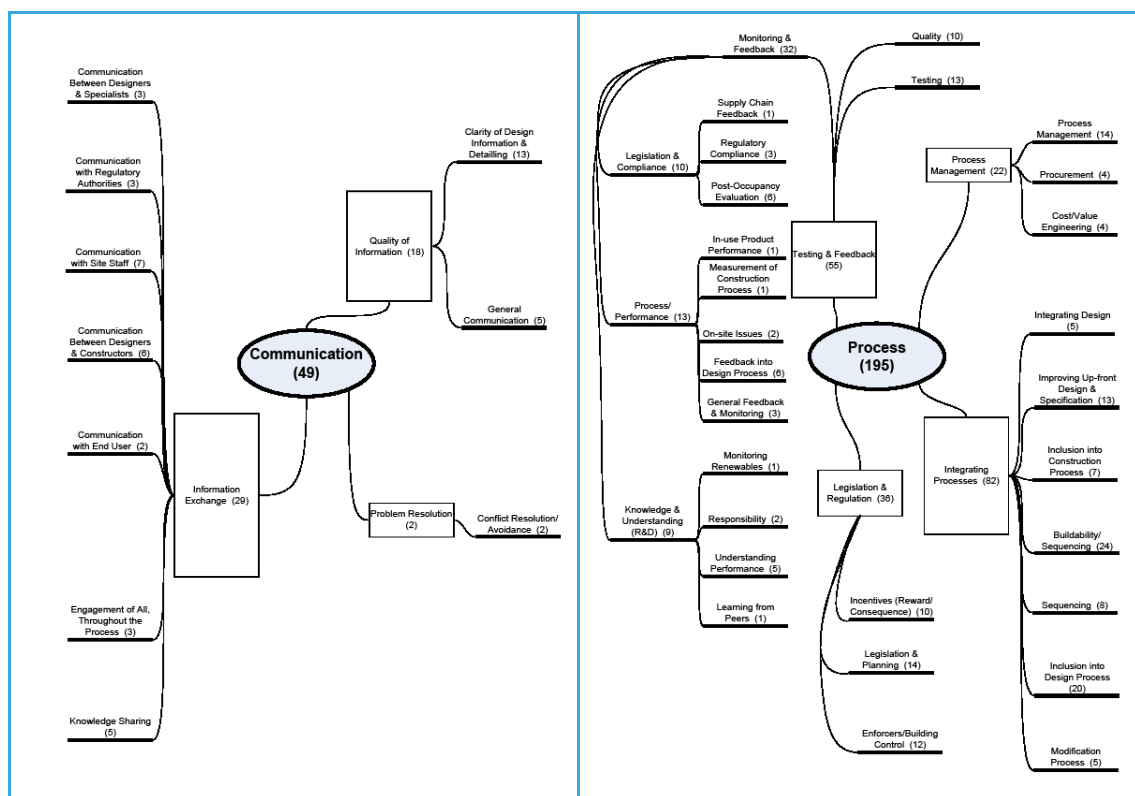 Communication
Between Designers
& Specialists (3)
Communication
with Regulatory
Authorities (3)
Communication
with Site Staff (7)
Communication
Between Designers
& Constructors (6)
Communication
with End User (2)
Engagement of All,
Throughout the
Process (3)
Knowledge Sharing
(5)
Information
Exchange (29)
Communication
(49)
Quality of
Information (18)
Clarity of Design
Information &
Detailling (13)
General
Communication (5)
Problem Resolution
(2)
Conflict Resolution/
Avoidance (2)
Monitoring &
Feedback (32)
Legislation &
Compliance (10)
Supply Chain
Feedback (1)
Regulatory
Compliance (3)
Post-Occupancy
Evaluation (6)
Process/
Performance (13)
In-use Product
Performance (1)
Measurement of
Construction
Process (1)
On-site Issues (2)
Feedback into
Design Process (6)
General Feedback
& Monitoring (3)
Knowledge &
Understanding
(R&D) (9)
Monitoring
Renewables (1)
Responsibility (2)
Understanding
Performance (5)
Learning from
Peers (1)
Quality (10)
Testing (13)
Testing & Feedback
(55)
Process
(195)
Process
Management (22)
Process
Management (14)
Procurement (4)
Cost/Value
Engineering (4)
Legislation &
Regulation (36)
Incentives (Reward/
Consequence) (10)
Legislation &
Planning (14)
Enforcers/Building
Control (12)
Integrating
Processes (82)
Integrating Design
(5)
Improving Up-front
Design &
Specification (13)
Inclusion into
Construction
Process (7)
Buildability/
Sequencing (24)
Sequencing (8)
Inclusion into
Design Process
(20)
Modification
Process (5)